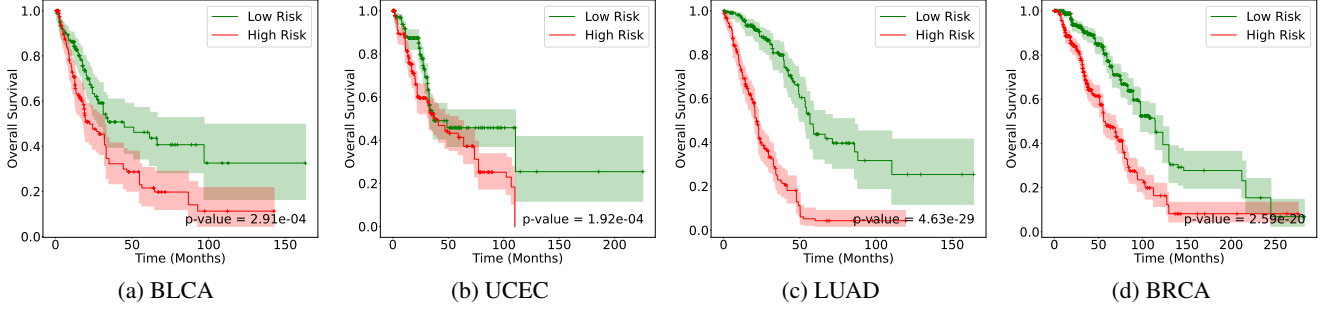 1.0
0.8
0.6
0.4
0.2
0.0
Overall Survival
Low Risk
High Risk
p-value = 2.91e-04
0 50 100 150
Time (Months)
(a) BLCA
1.0
0.8
0.6
0.4
0.2
0.0
Overall Survival
Low Risk
High Risk
p-value = 1.92e-04
0 50 100 150 200
Time (Months)
(b) UCEC
1.0
0.8
0.6
0.4
0.2
0.0
Overall Survival
Low Risk
High Risk
p-value = 4.63e-29
0 50 100 150
Time (Months)
(c) LUAD
1.0
0.8
0.6
0.4
0.2
0.0
Overall Survival
Low Risk
High Risk
p-value = 2.59e-20
0 50 100 150 200 250
Time (Months)
(d) BRCA